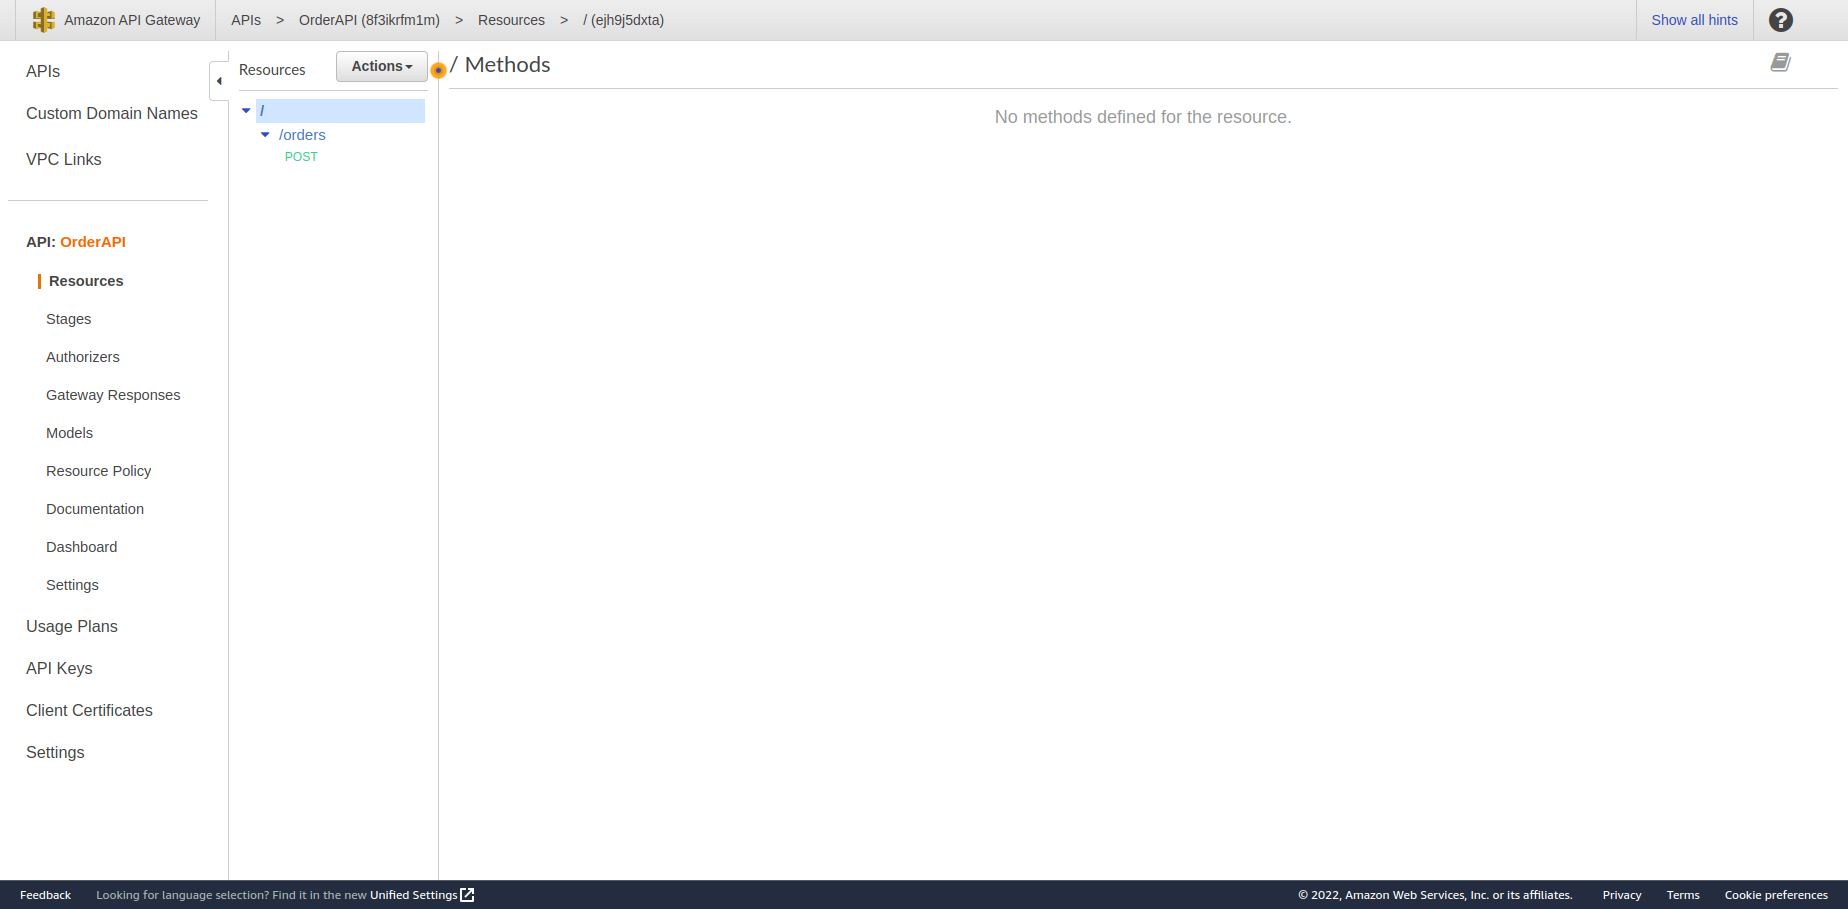 Amazon API Gateway
APIs > OrderAPI (8f3ikrfm1m) > Resources > / (ejh9j5dxta)
Show all hints
?
APIs
Custom Domain Names
VPC Links
API: OrderAPI
Resources
Stages
Authorizers
Gateway Responses
Models
Resource Policy
Documentation
Dashboard
Settings
Usage Plans
API Keys
Client Certificates
Settings
Resources
Actions
/
/orders
POST
/ Methods
No methods defined for the resource.
Feedback
Looking for language selection? Find it in the new Unified Settings
© 2022, Amazon Web Services, Inc. or its affiliates.
Privacy
Terms
Cookie preferences